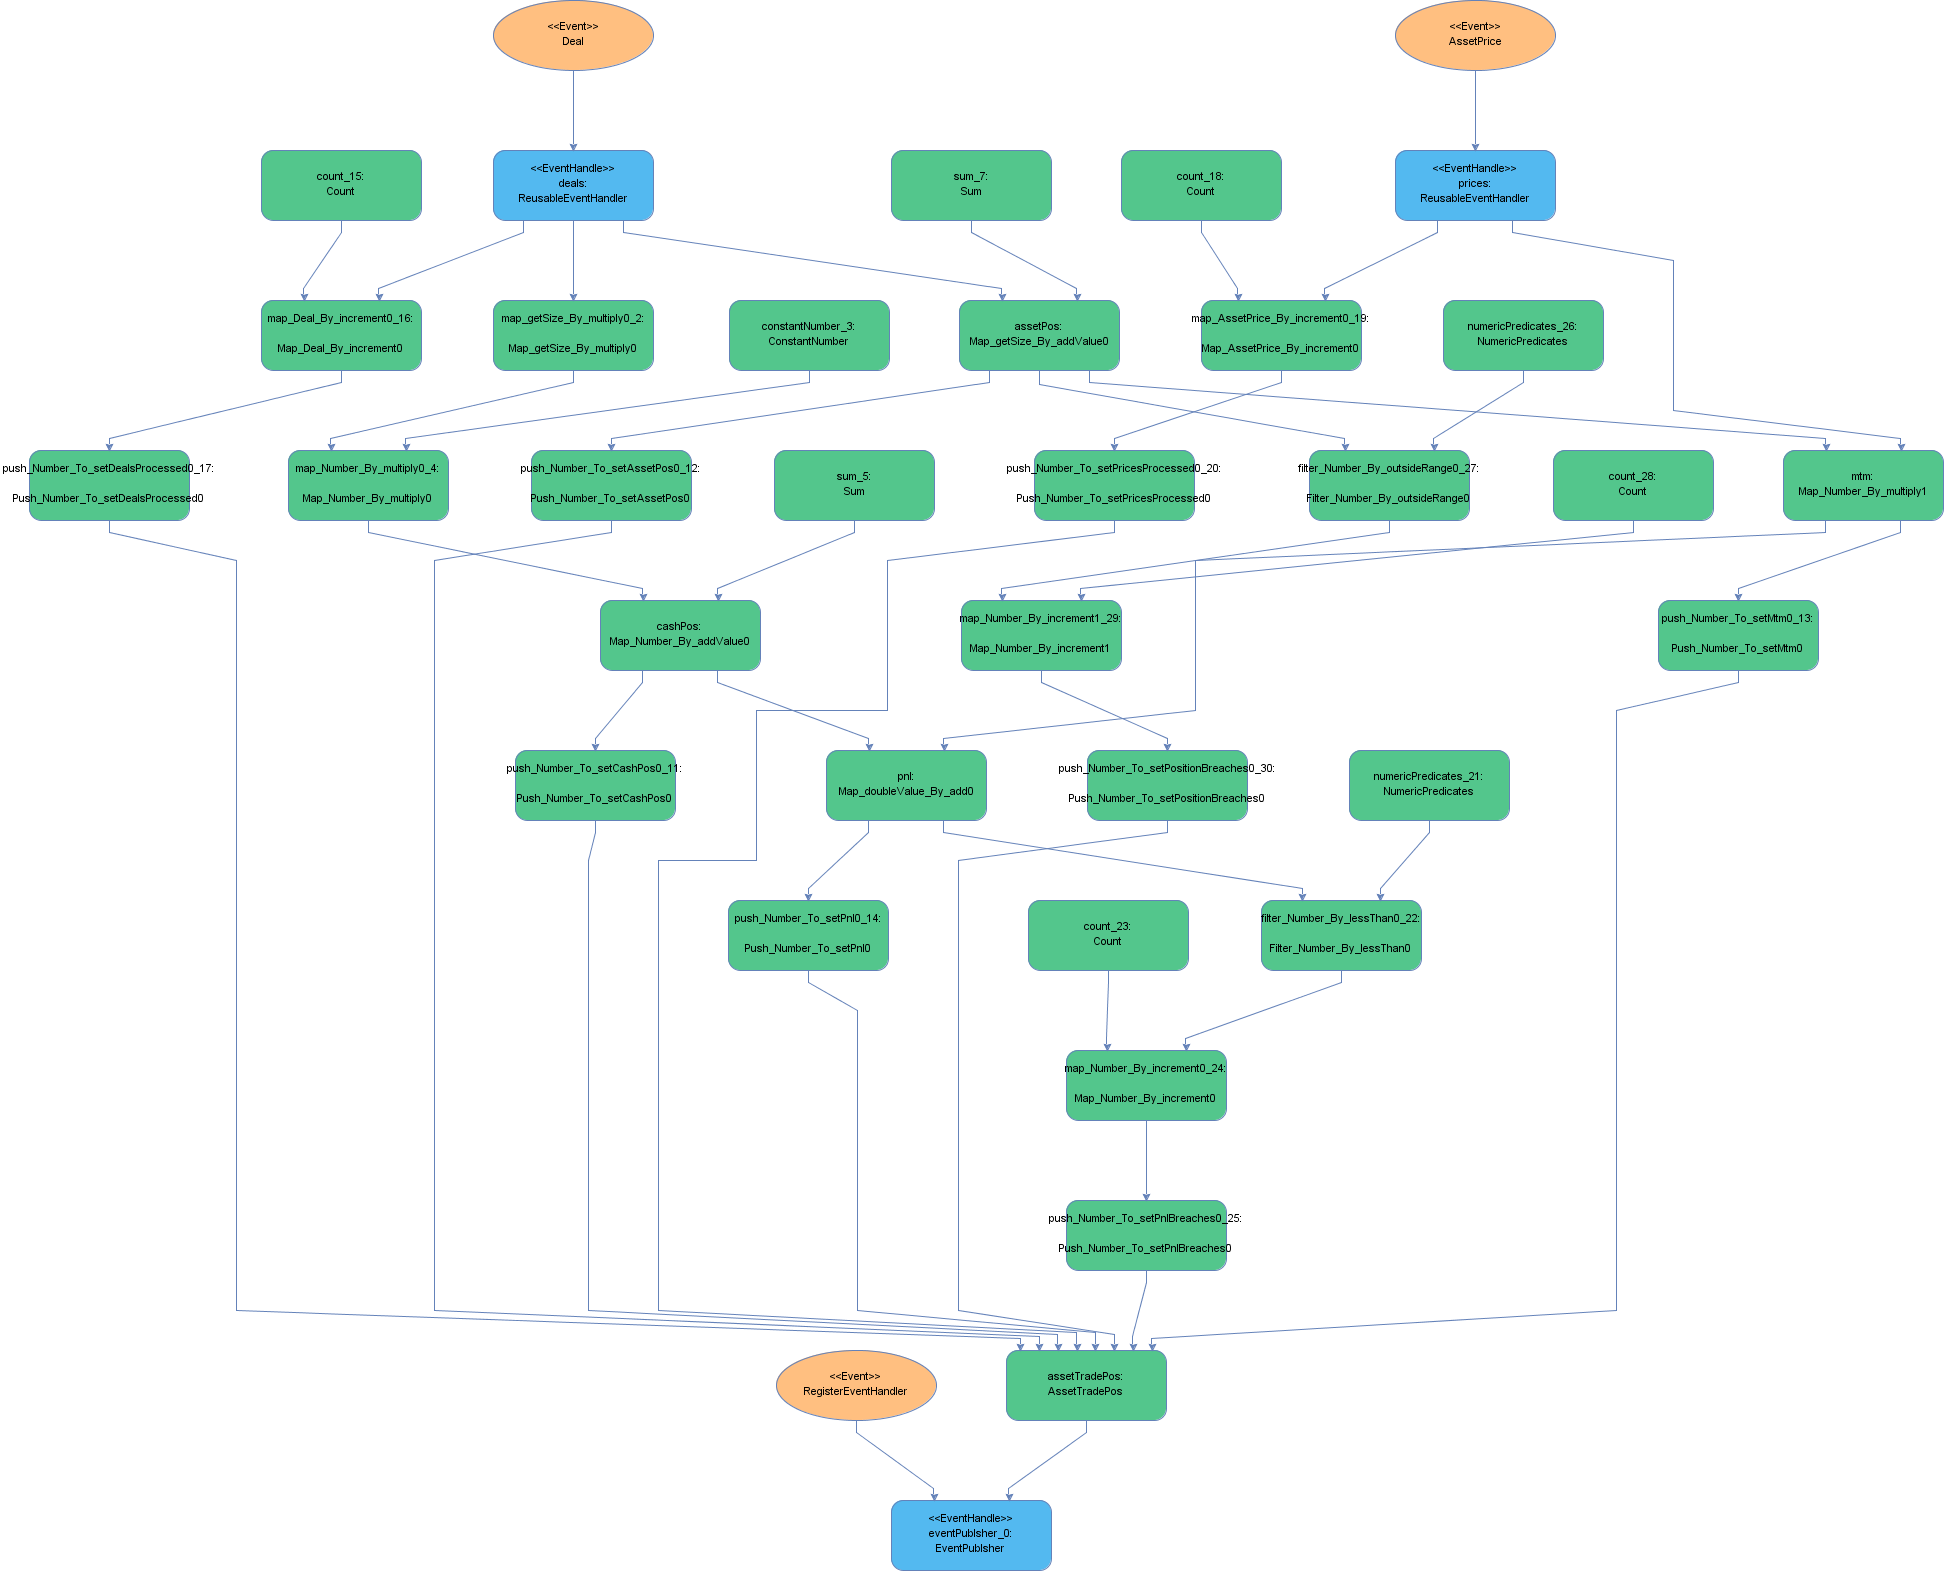 <<Event>>
Deal
<<Event>>
AssetPrice
count_15:
Count
<<EventHandle>>
deals:
ReusableEventHandler
sum_7:
Sum
count_18:
Count
<<EventHandle>>
prices:
ReusableEventHandler
map_Deal_By_increment0_16:
Map_Deal_By_increment0
map_getSize_By_multiply0_2:
Map_getSize_By_multiply0
constantNumber_3:
ConstantNumber
assetPos:
Map_getSize_By_addValue0
map_AssetPrice_By_increment0_19:
Map_AssetPrice_By_increment0
numericPredicates_26:
NumericPredicates
push_Number_To_setDealsProcessed0_17:
Push_Number_To_setDealsProcessed0
map_Number_By_multiply0_4:
Map_Number_By_multiply0
push_Number_To_setAssetPos0_12:
Push_Number_To_setAssetPos0
sum_5:
Sum
push_Number_To_setPricesProcessed0_20:
Push_Number_To_setPricesProcessed0
filter_Number_By_outsideRange0_27:
Filter_Number_By_outsideRange0
count_28:
Count
mtm:
Map_Number_By_multiply1
cashPos:
Map_Number_By_addValue0
map_Number_By_increment1_29:
Map_Number_By_increment1
push_Number_To_setMtm0_13:
Push_Number_To_setMtm0
push_Number_To_setCashPos0_11:
Push_Number_To_setCashPos0
pnl:
Map_doubleValue_By_add0
push_Number_To_setPositionBreaches0_30:
Push_Number_To_setPositionBreaches0
numericPredicates_21:
NumericPredicates
push_Number_To_setPnl0_14:
Push_Number_To_setPnl0
count_23:
Count
filter_Number_By_lessThan0_22:
Filter_Number_By_lessThan0
map_Number_By_increment0_24:
Map_Number_By_increment0
push_Number_To_setPnlBreaches0_25:
Push_Number_To_setPnlBreaches0
<<Event>>
RegisterEventHandler
assetTradePos:
AssetTradePos
<<EventHandle>>
eventPublsher_0:
EventPublsher